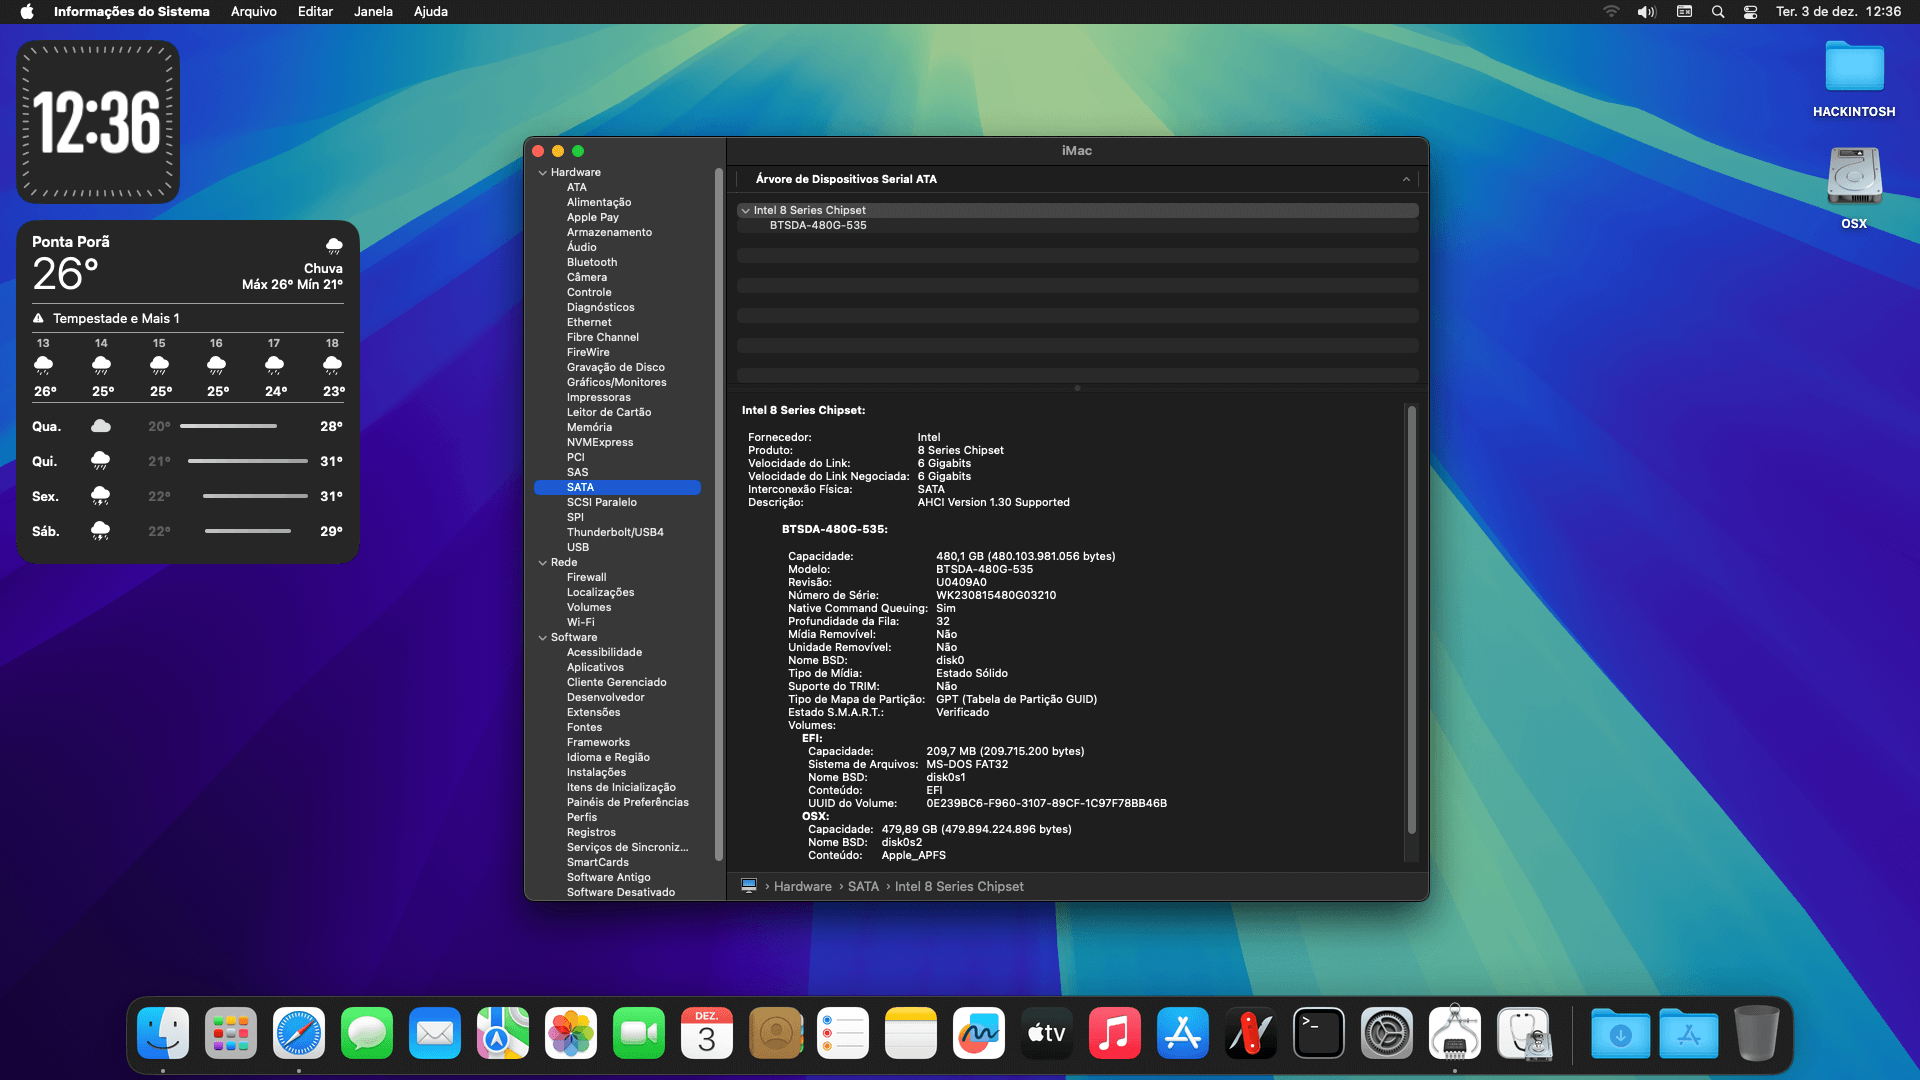 Informações do Sistema Arquivo Editar Janela Ajuda
Ter. 3 de dez. 12:36
12:36
Ponta Porã
26°
Chuva
Máx 26° Mín 21°
Tempestade e Mais 1
13 14 15 16 17 18
26° 25° 25° 25° 24° 23°
Qua. 20° 28°
Qui. 21° 31°
Sex. 22° 31°
Sáb. 22° 29°
HACKINTOSH
OSX
iMac
Hardware
ATA
Alimentação
Apple Pay
Armazenamento
Áudio
Bluetooth
Câmera
Controle
Diagnósticos
Ethernet
Fibre Channel
FireWire
Gravação de Disco
Gráficos/Monitores
Impressoras
Leitor de Cartão
Memória
NVMExpress
PCI
SAS
SATA
SCSI Paralelo
SPI
Thunderbolt/USB4
USB
Rede
Firewall
Localizações
Volumes
Wi-Fi
Software
Acessibilidade
Aplicativos
Cliente Gerenciado
Desenvolvedor
Extensões
Fontes
Frameworks
Idioma e Região
Instalações
Itens de Inicialização
Painéis de Preferências
Perfis
Registros
Serviços de Sincroniz...
SmartCards
Software Antigo
Software Desativado
Árvore de Dispositivos Serial ATA
Intel 8 Series Chipset
BTSDA-480G-535
Intel 8 Series Chipset:
Fornecedor: Intel
Produto: 8 Series Chipset
Velocidade do Link: 6 Gigabits
Velocidade do Link Negociada: 6 Gigabits
Interconexão Física: SATA
Descrição: AHCI Version 1.30 Supported
BTSDA-480G-535:
Capacidade: 480,1 GB (480.103.981.056 bytes)
Modelo: BTSDA-480G-535
Revisão: U0409A0
Número de Série: WK230815480G03210
Native Command Queuing: Sim
Profundidade da Fila: 32
Mídia Removível: Não
Unidade Removível: Não
Nome BSD: disk0
Tipo de Mídia: Estado Sólido
Suporte do TRIM: Não
Tipo de Mapa de Partição: GPT (Tabela de Partição GUID)
Estado S.M.A.R.T.: Verificado
Volumes:
EFI:
Capacidade: 209,7 MB (209.715.200 bytes)
Sistema de Arquivos: MS-DOS FAT32
Nome BSD: disk0s1
Conteúdo: EFI
UUID do Volume: 0E239BC6-F960-3107-89CF-1C97F78BB46B
OSX:
Capacidade: 479,89 GB (479.894.224.896 bytes)
Nome BSD: disk0s2
Conteúdo: Apple_APFS
› Hardware › SATA › Intel 8 Series Chipset
DEZ.
3
tv
>_